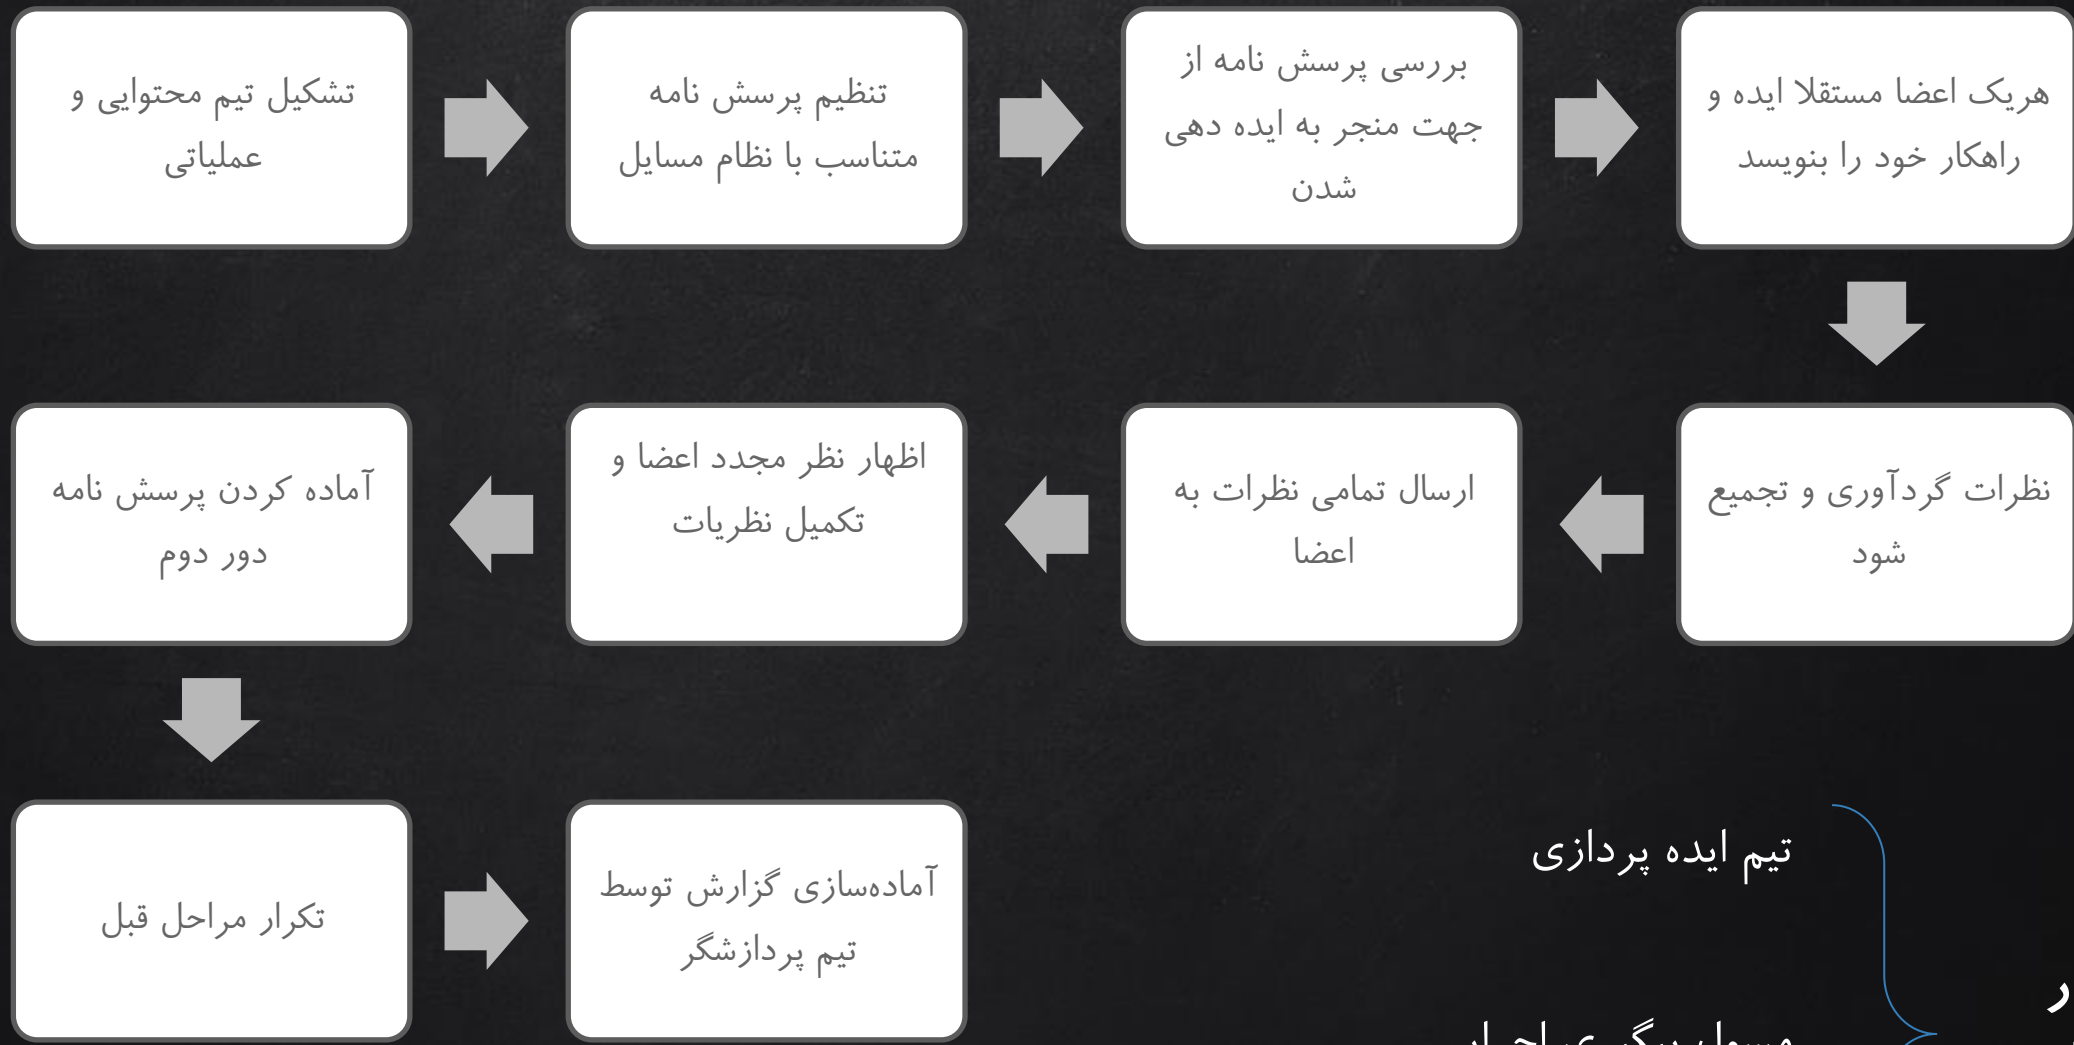 تشکیل تیم محتوایی و
عملیاتی
تنظیم پرسش نامه
متناسب با نظام مسایل
بررسی پرسش نامه از
جهت منجر به ایده دهی
شدن
هریک اعضا مستقلا ایده و
راهکار خود را بنویسد
نظرات گردآوری و تجمیع
شود
ارسال تمامی نظرات به
اعضا
اظهار نظر مجدد اعضا و
تکمیل نظریات
آماده کردن پرسش نامه
دور دوم
تکرار مراحل قبل
آماده‌سازی گزارش توسط
تیم پردازشگر
تیم ایده پردازی